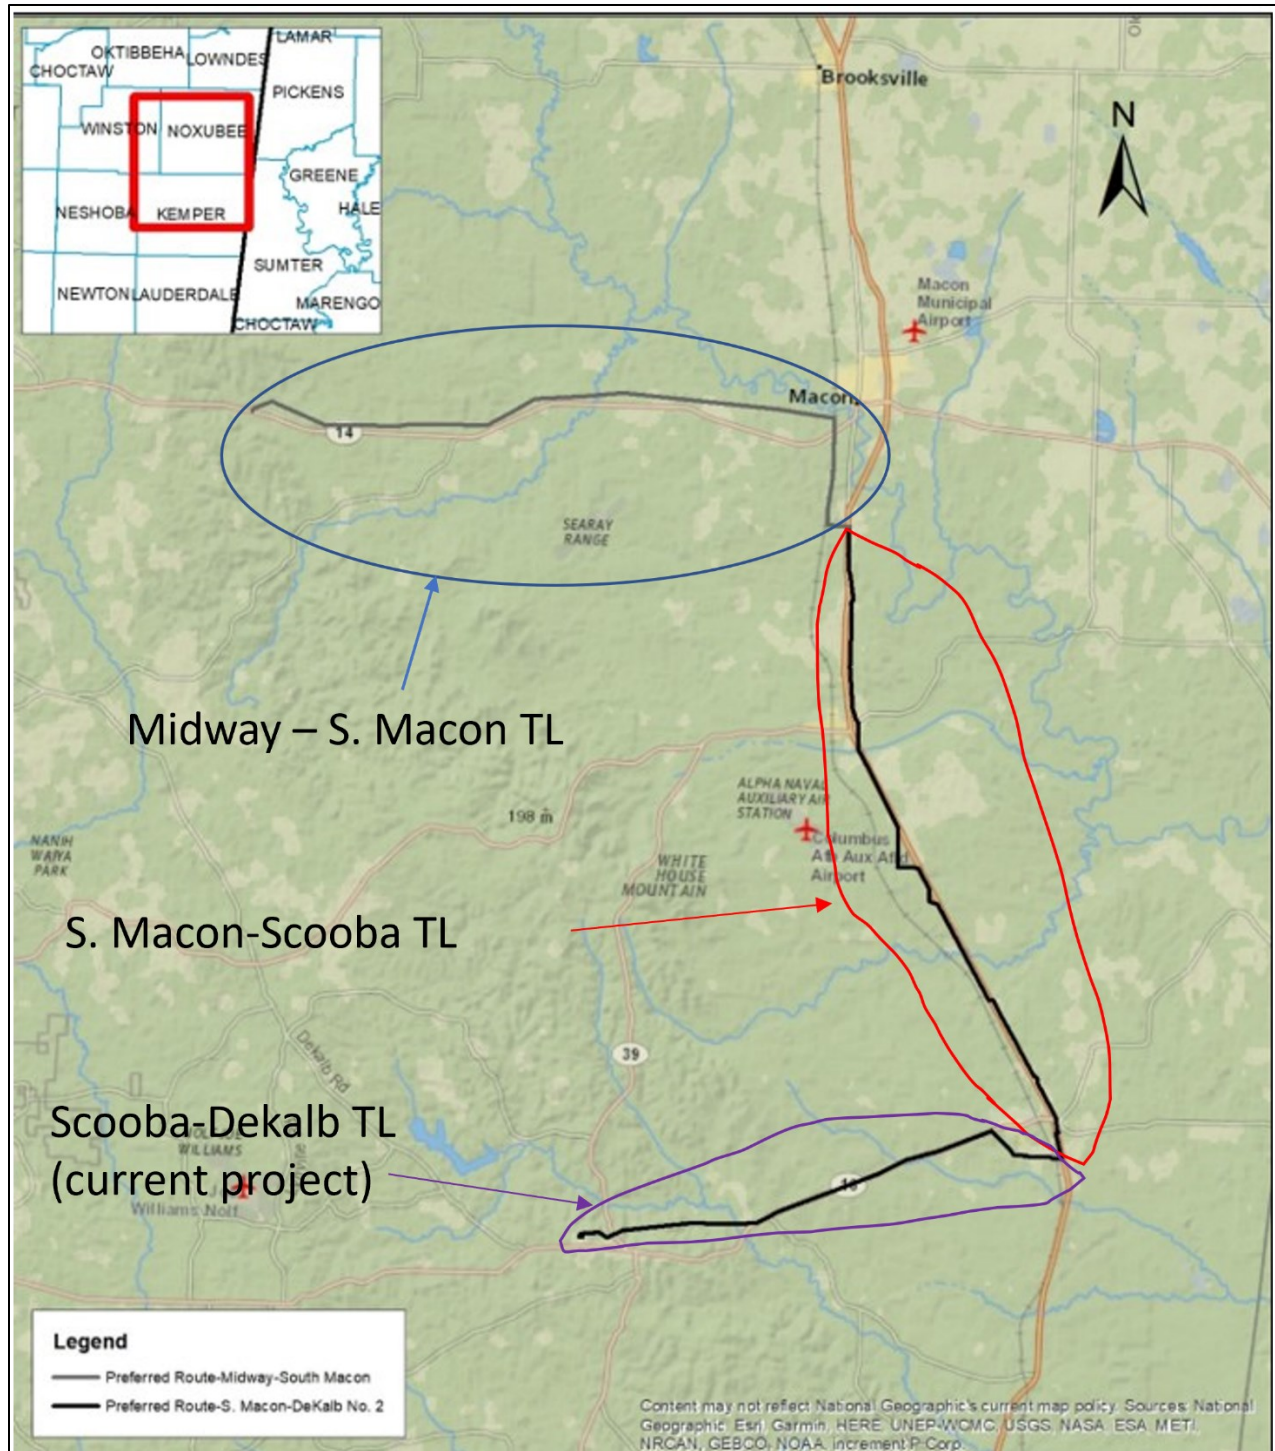 LAMAR
OKTIBBEHA
LOWNDES
CHOCTAW
PICKENS
WINSTON
NOXUBEE
GREENE
NESHOBA
KEMPER
HALE
SUMTER
NEWTON
LAUDERDALE
MARENGO
CHOCTAW
Brooksville
N
Macon
Municipal
Airport
Macon
14
SEARAY
RANGE
Midway – S. Macon TL
ALPHA NAVAL
AUXILIARY AIR
STATION
198 m
Columbus
Afb Aux Afld
Airport
NANIH
WAIYA
PARK
WHITE
HOUSE
MOUNTAIN
S. Macon-Scooba TL
39
Dekalb Rd
Scooba-Dekalb TL
(current project)
WILLIAMS
Williams Nolf
16
Legend
Preferred Route-Midway-South Macon
Preferred Route-S. Macon-DeKalb No. 2
Content may not reflect National Geographic's current map policy. Sources: National
Geographic, Esri, Garmin, HERE, UNEP-WCMC, USGS, NASA, ESA, METI,
NRCAN, GEBCO, NOAA, increment P Corp.